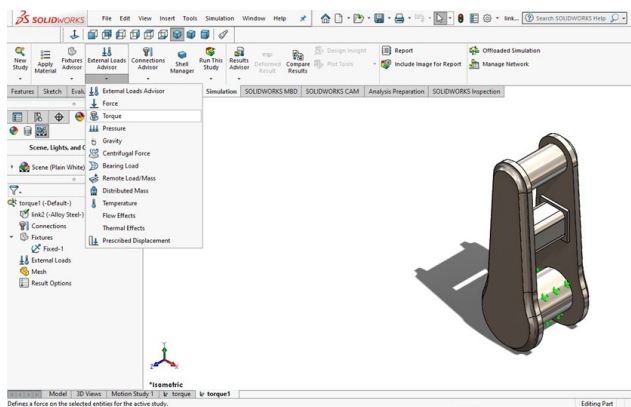 SOLIDWORKS File Edit View Insert Tools Simulation Window Help link... Search SOLIDWORKS Help
New Study
Apply Material
Fixtures Advisor
External Loads Advisor
Connections Advisor
Shell Manager
Run This Study
Results Advisor
Deformed Result
Compare Results
Design Insight
Plot Tools
Report
Include Image for Report
Offloaded Simulation
Manage Network
Features Sketch Evalu Simulation SOLIDWORKS MBD SOLIDWORKS CAM Analysis Preparation SOLIDWORKS Inspection
External Loads Advisor
Force
Torque
Pressure
Gravity
Centrifugal Force
Bearing Load
Remote Load/Mass
Distributed Mass
Temperature
Flow Effects
Thermal Effects
Prescribed Displacement
Scene, Lights, and C
Scene (Plain White)
torque1 (-Default-)
link2 (-Alloy Steel-)
Connections
Fixtures
Fixed-1
External Loads
Mesh
Result Options
Y
Z
X
*Isometric
Model 3D Views Motion Study 1 torque torque1
Defines a force on the selected entities for the active study. Editing Part